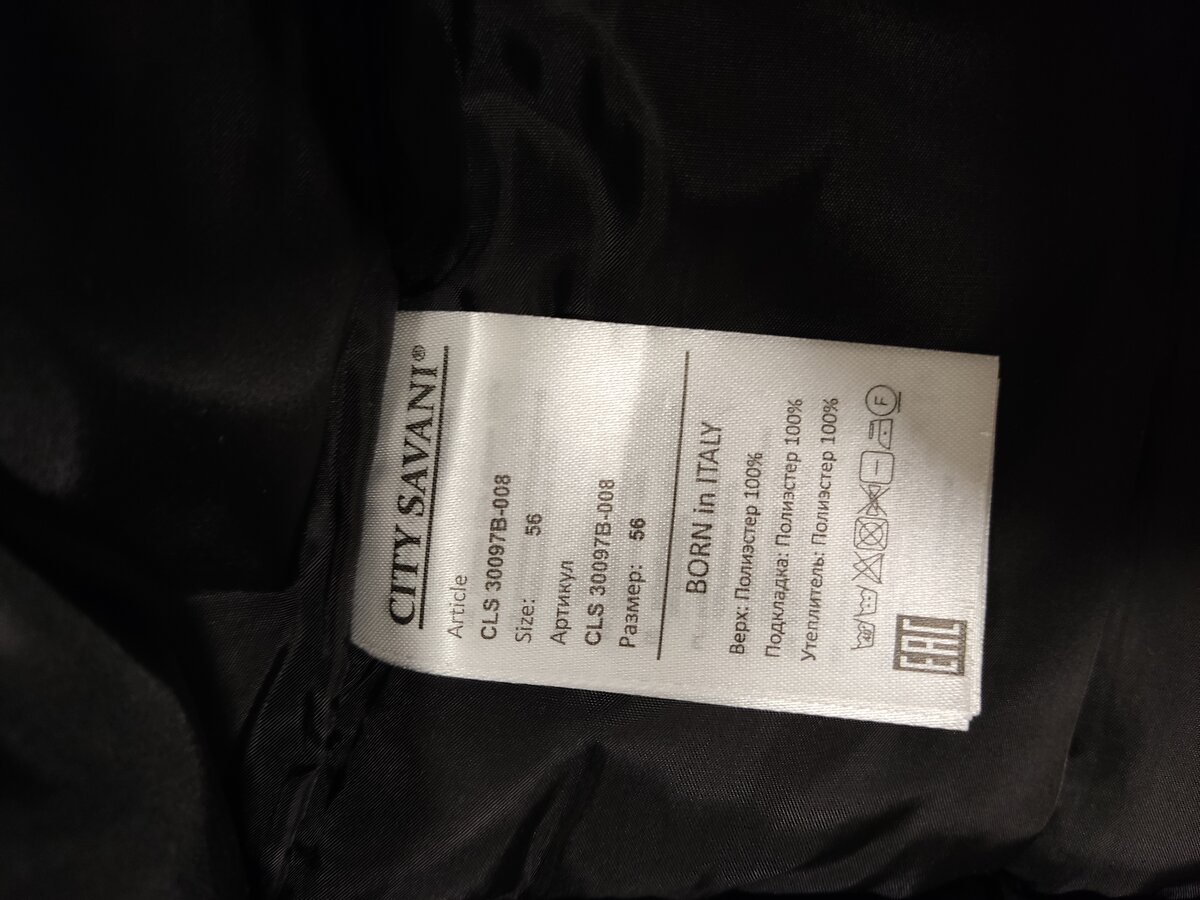 CITY SAVANI®
Article
CLS 30097B-008
Size: 56
Артикул
CLS 30097B-008
Размер: 56
BORN in ITALY
Верх: Полиэстер 100%
Подкладка: Полиэстер 100%
Утеплитель: Полиэстер 100%
F
EAC